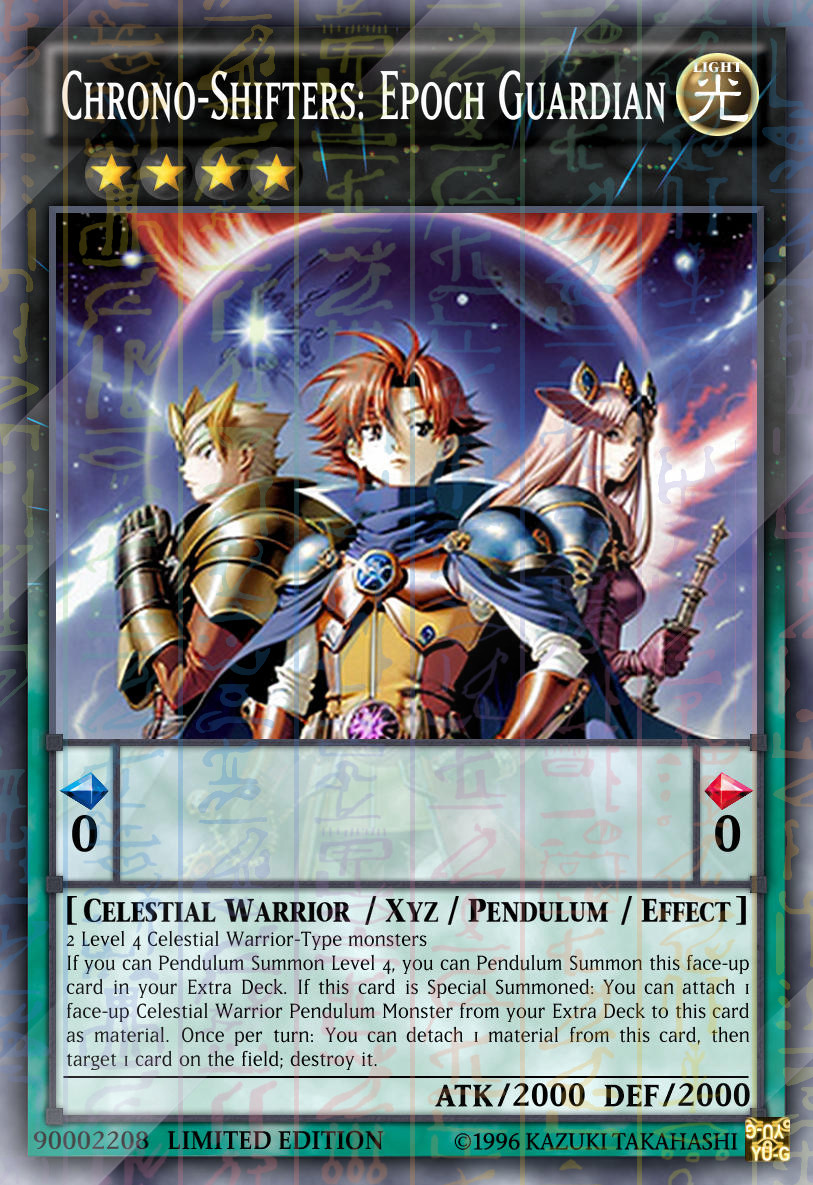 Chrono-Shifters: Epoch Guardian
LIGHT
光
0
0
[ Celestial Warrior / Xyz / Pendulum / Effect ]
2 Level 4 Celestial Warrior-Type monsters
If you can Pendulum Summon Level 4, you can Pendulum Summon this face-up
card in your Extra Deck. If this card is Special Summoned: You can attach 1
face-up Celestial Warrior Pendulum Monster from your Extra Deck to this card
as material. Once per turn: You can detach 1 material from this card, then
target 1 card on the field; destroy it.
ATK/2000 DEF/2000
90002208 LIMITED EDITION ©1996 KAZUKI TAKAHASHI